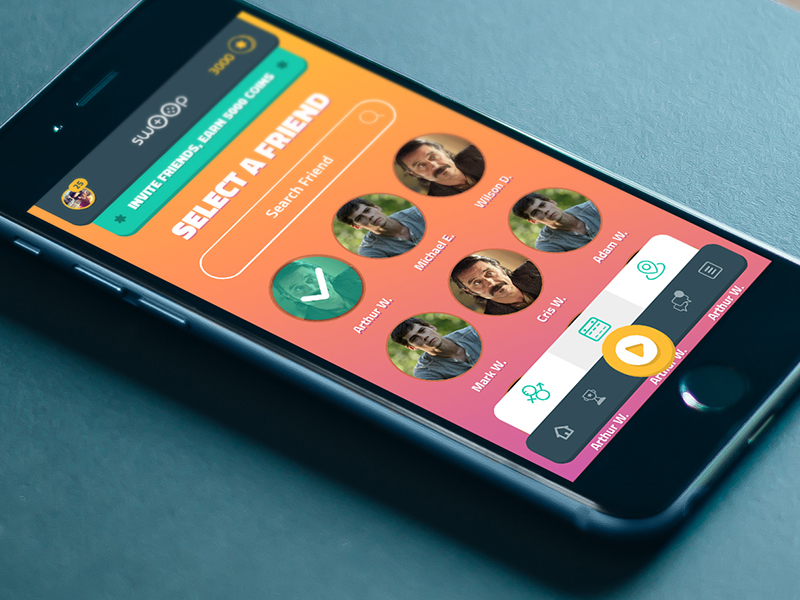 swoop
3000
25
INVITE FRIENDS, EARN 5000 COINS
SELECT A FRIEND
Search Friend
Arthur W.
Michael E.
Wilson D.
Mark W.
Cris W.
Adam W.
Arthur W.
Arthur W.
Arthur W.